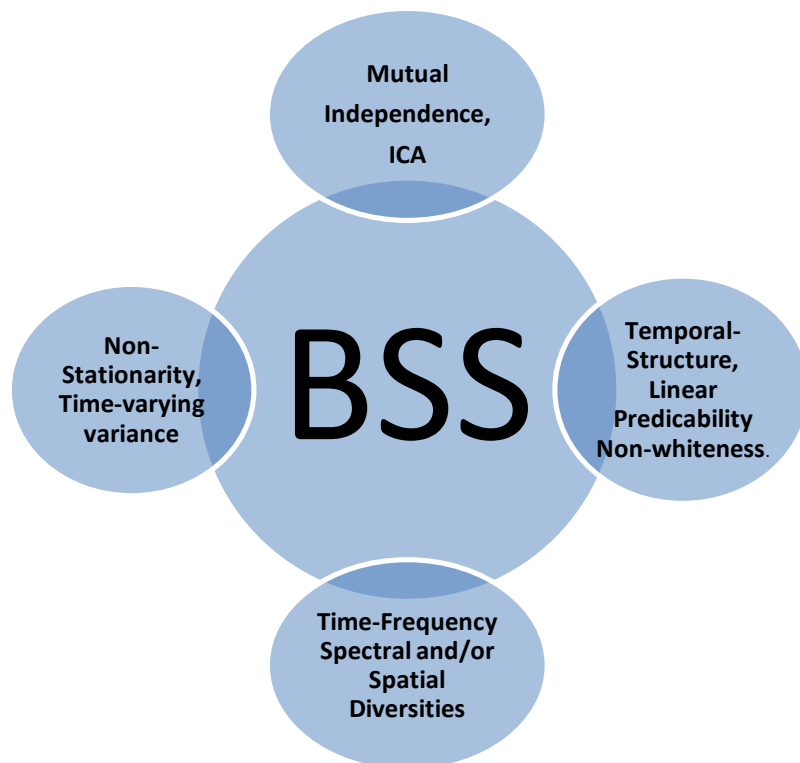 Mutual
Independence,
ICA
BSS
Non-
Stationarity,
Time-varying
variance
Temporal-
Structure,
Linear
Predicability
Non-whiteness.
Time-Frequency
Spectral and/or
Spatial
Diversities